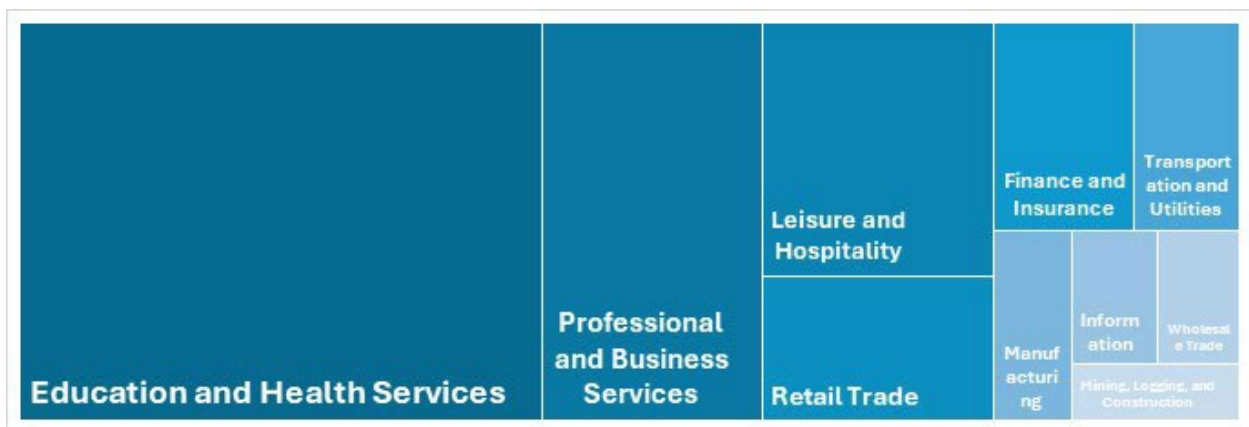 Education and Health Services
Professional
and Business
Services
Leisure and
Hospitality
Retail Trade
Finance and
Insurance
Transport
ation and
Utilities
Manuf
acturi
ng
Inform
ation
Wholesal
e Trade
Mining, Logging, and
Construction